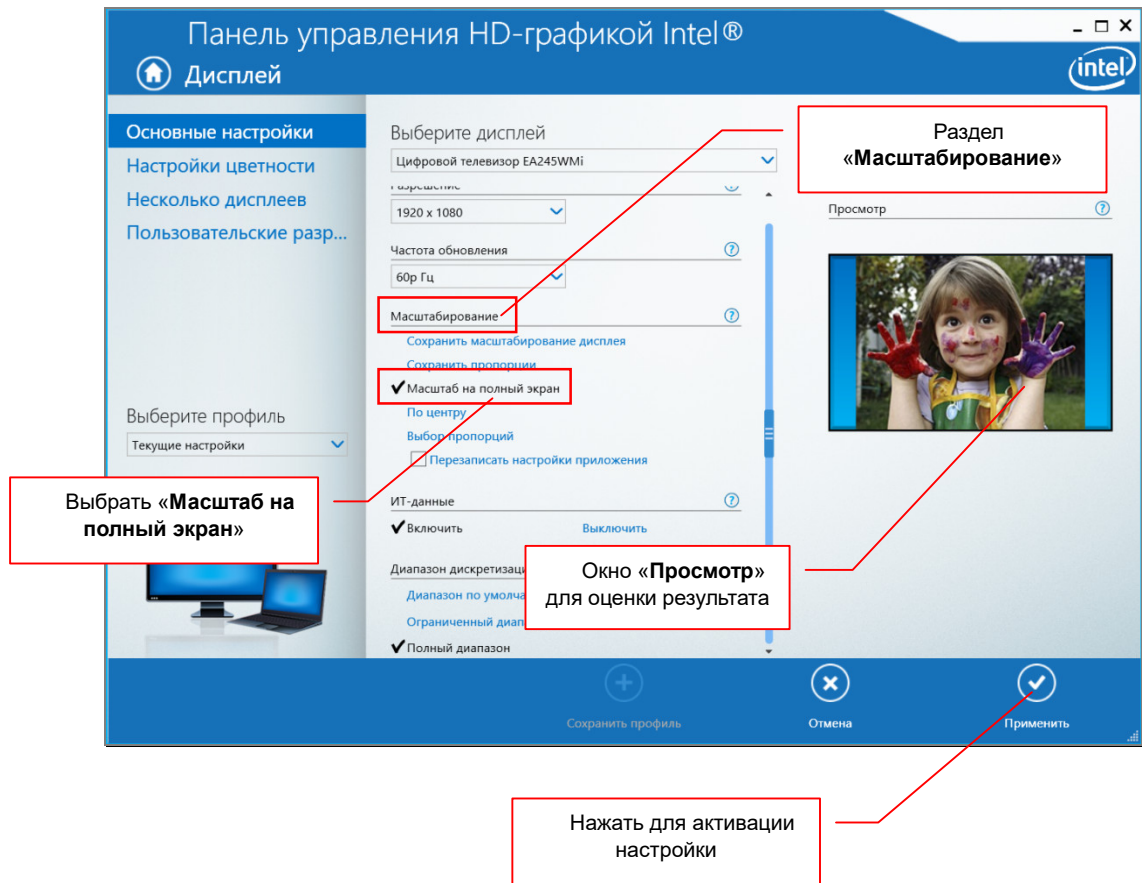 Панель управления HD-графикой Intel®
Дисплей
intel
Основные настройки
Настройки цветности
Несколько дисплеев
Пользовательские разр...
Выберите профиль
Текущие настройки
Выберите дисплей
Цифровой телевизор EA245WMi
Разрешение
1920 x 1080
Частота обновления
60p Гц
Масштабирование
Сохранить масштабирование дисплея
Сохранить пропорции
Масштаб на полный экран
По центру
Выбор пропорций
Перезаписать настройки приложения
ИТ-данные
Включить
Выключить
Диапазон дискретизац
Диапазон по умолча
Ограниченный диап
Полный диапазон
Просмотр
Раздел
«Масштабирование»
Выбрать «Масштаб на
полный экран»
Окно «Просмотр»
для оценки результата
Сохранить профиль
Отмена
Применить
Нажать для активации
настройки